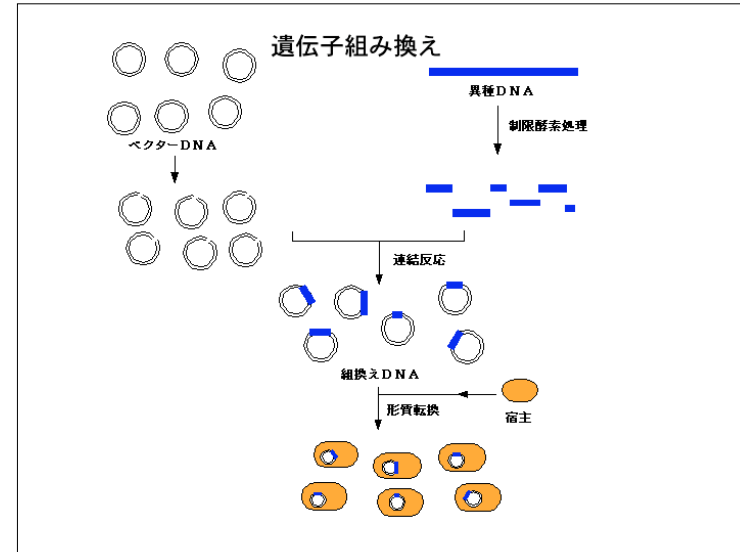 遺伝子組み換え
異種DNA
制限酵素処理
ベクターDNA
連結反応
組換えDNA
形質転換
宿主